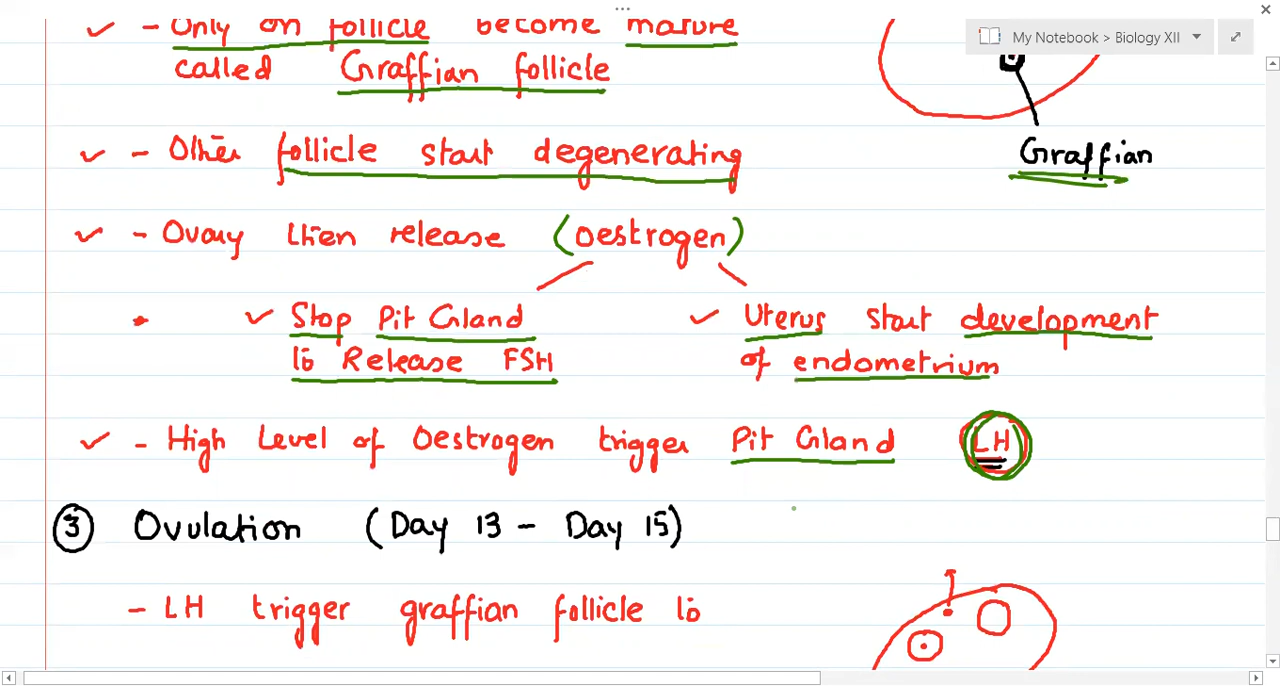 ...
My Notebook > Biology XII
✓ - Only on follicle become mature
called Graffian follicle
Graffian
✓ - Other follicle start degenerating
✓ - Ovary then release (Oestrogen)
✓ Stop Pit Gland ✓ Uterus start development
to Release FSH of endometrium
✓ - High Level of Oestrogen trigger Pit Gland LH
③ Ovulation (Day 13 - Day 15)
- LH trigger graffian follicle to